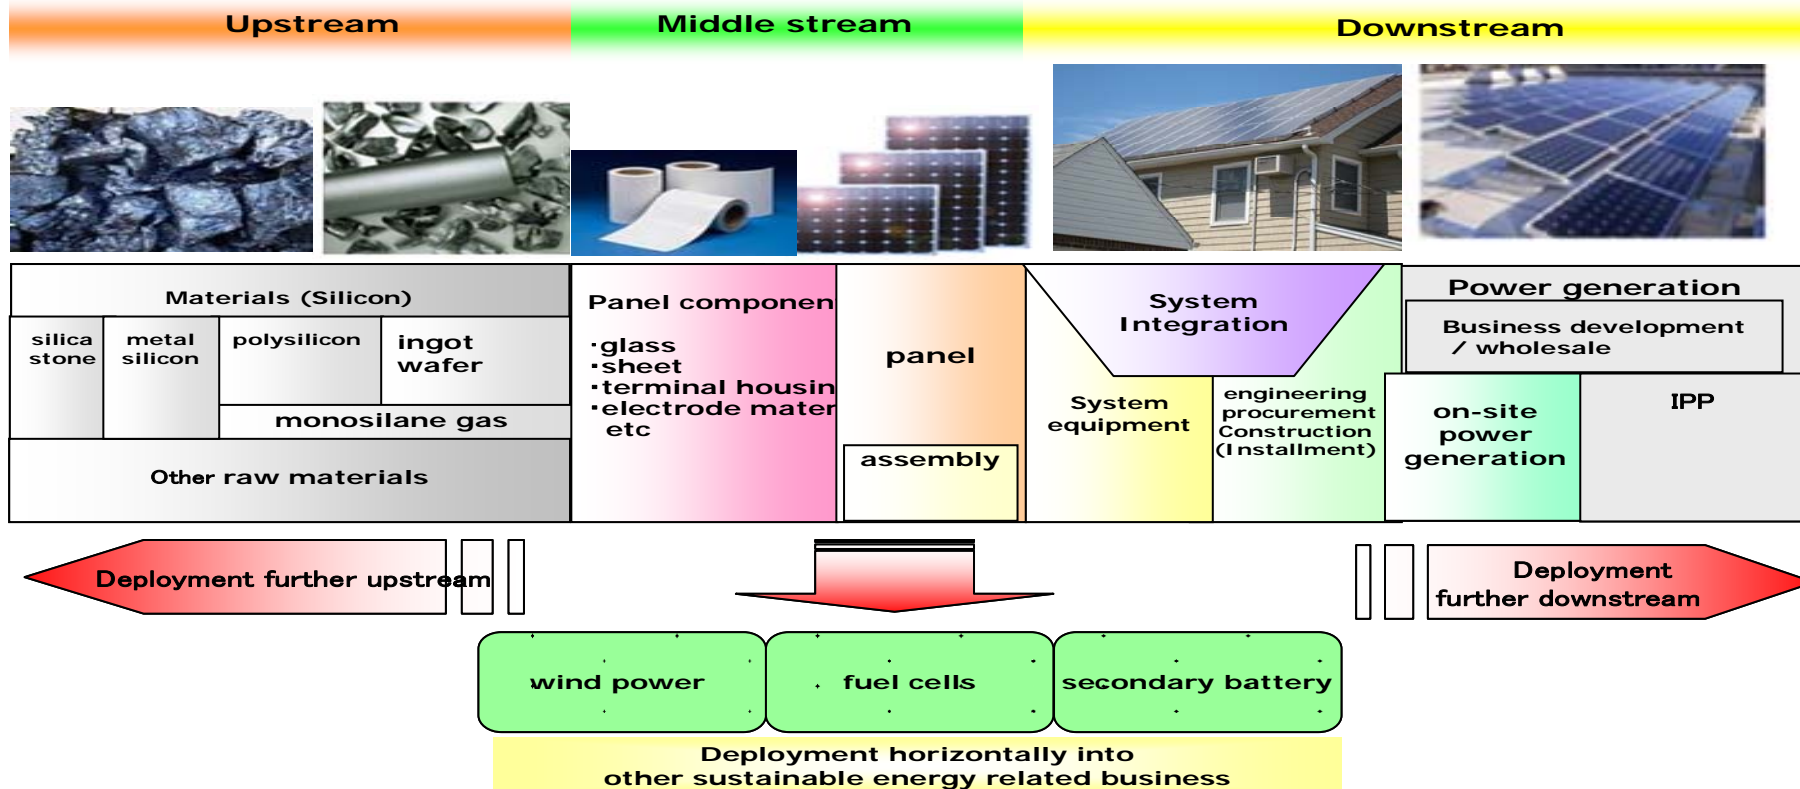 Upstream
Middle stream
Downstream
Materials (Silicon)
silica
stone
metal
silicon
polysilicon
ingot
wafer
monosilane gas
Other raw materials
Panel componen
・glass
・sheet
・terminal housin
・electrode mater
etc
panel
assembly
System
Integration
System
equipment
engineering
procurement
Construction
(Installment)
Power generation
Business development
/ wholesale
on-site
power
generation
IPP
Deployment further upstream
Deployment
further downstream
wind power
fuel cells
secondary battery
Deployment horizontally into
other sustainable energy related business